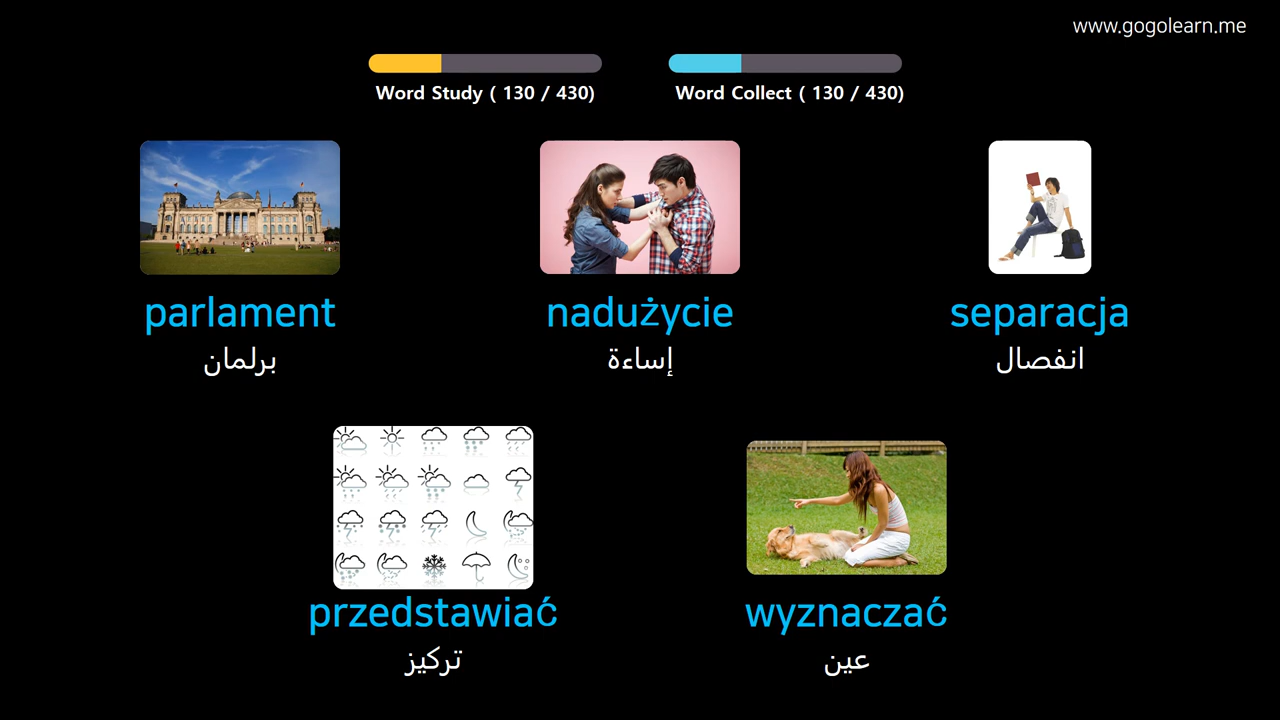 www.gogolearn.me
Word Study ( 130 / 430)
Word Collect ( 130 / 430)
parlament
برلمان
nadużycie
إساءة
separacja
انفصال
przedstawiać
تركيز
wyznaczać
عين